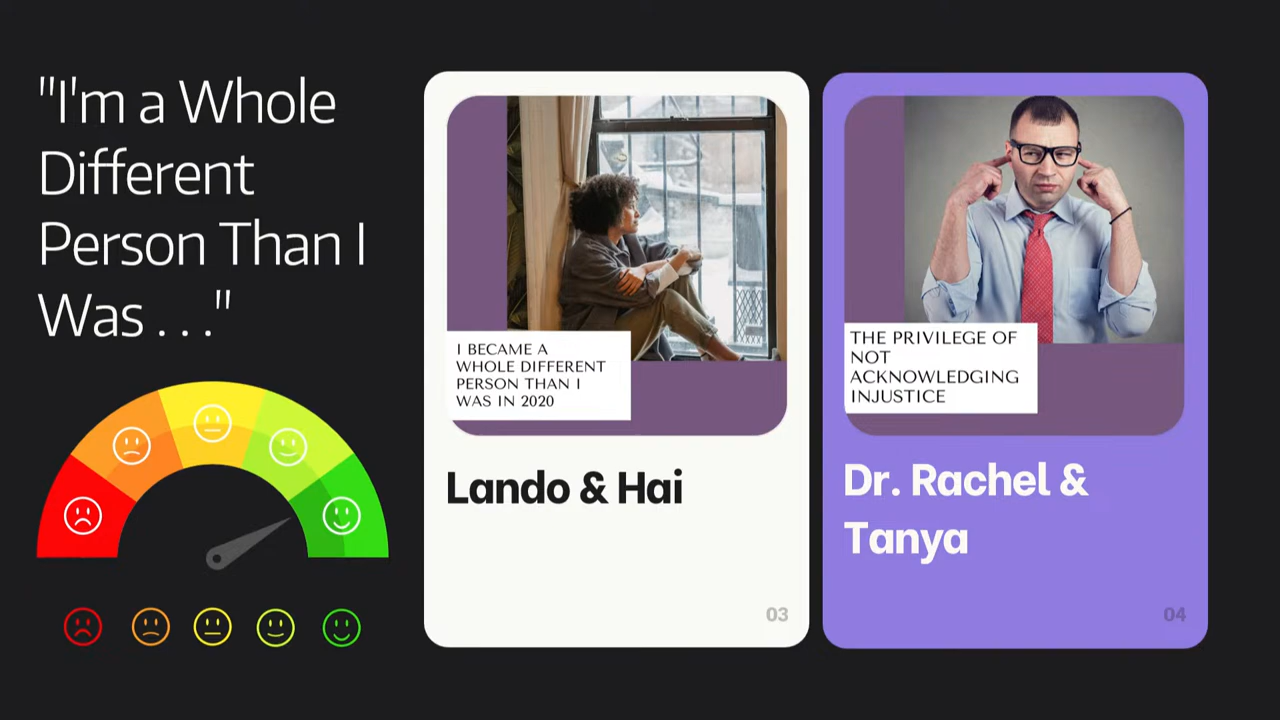 "I'm a Whole
Different
Person Than I
Was . . ."
I BECAME A
WHOLE DIFFERENT
PERSON THAN I
WAS IN 2020
Lando & Hai
03
THE PRIVILEGE OF
NOT
ACKNOWLEDGING
INJUSTICE
Dr. Rachel &
Tanya
04